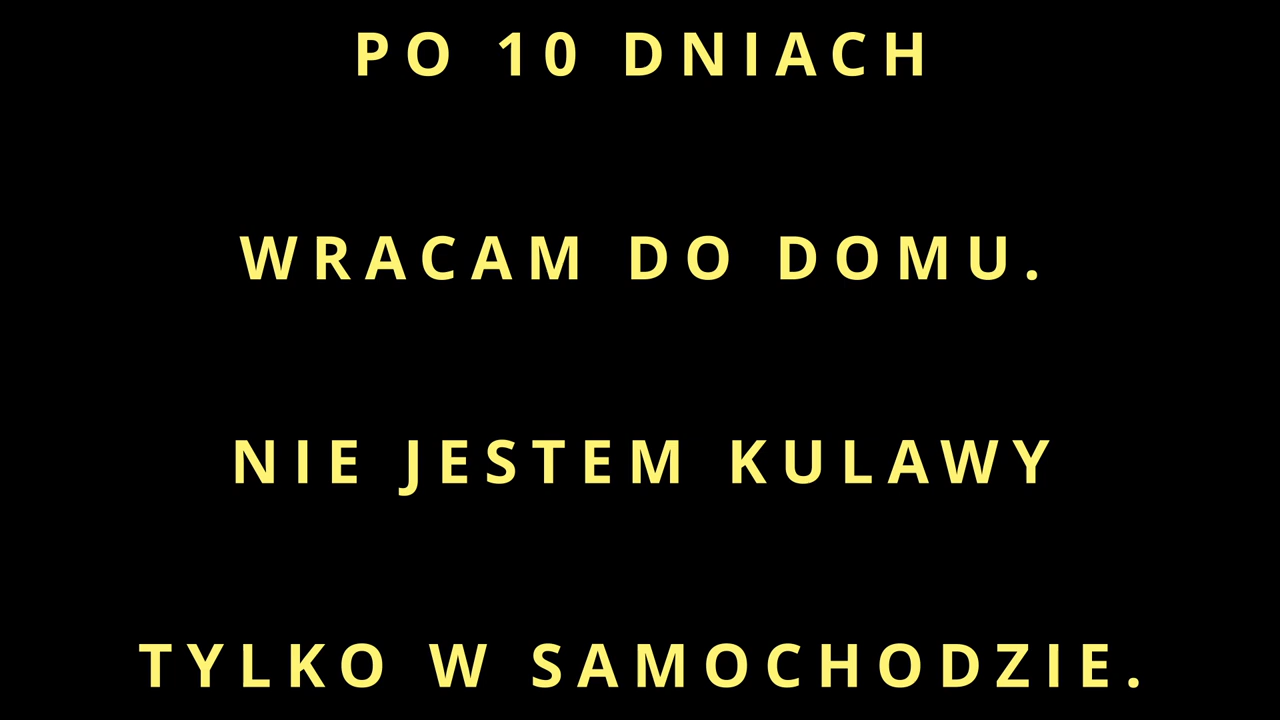 PO 10 DNIACH
WRACAM DO DOMU.
NIE JESTEM KULAWY
TYLKO W SAMOCHODZIE.